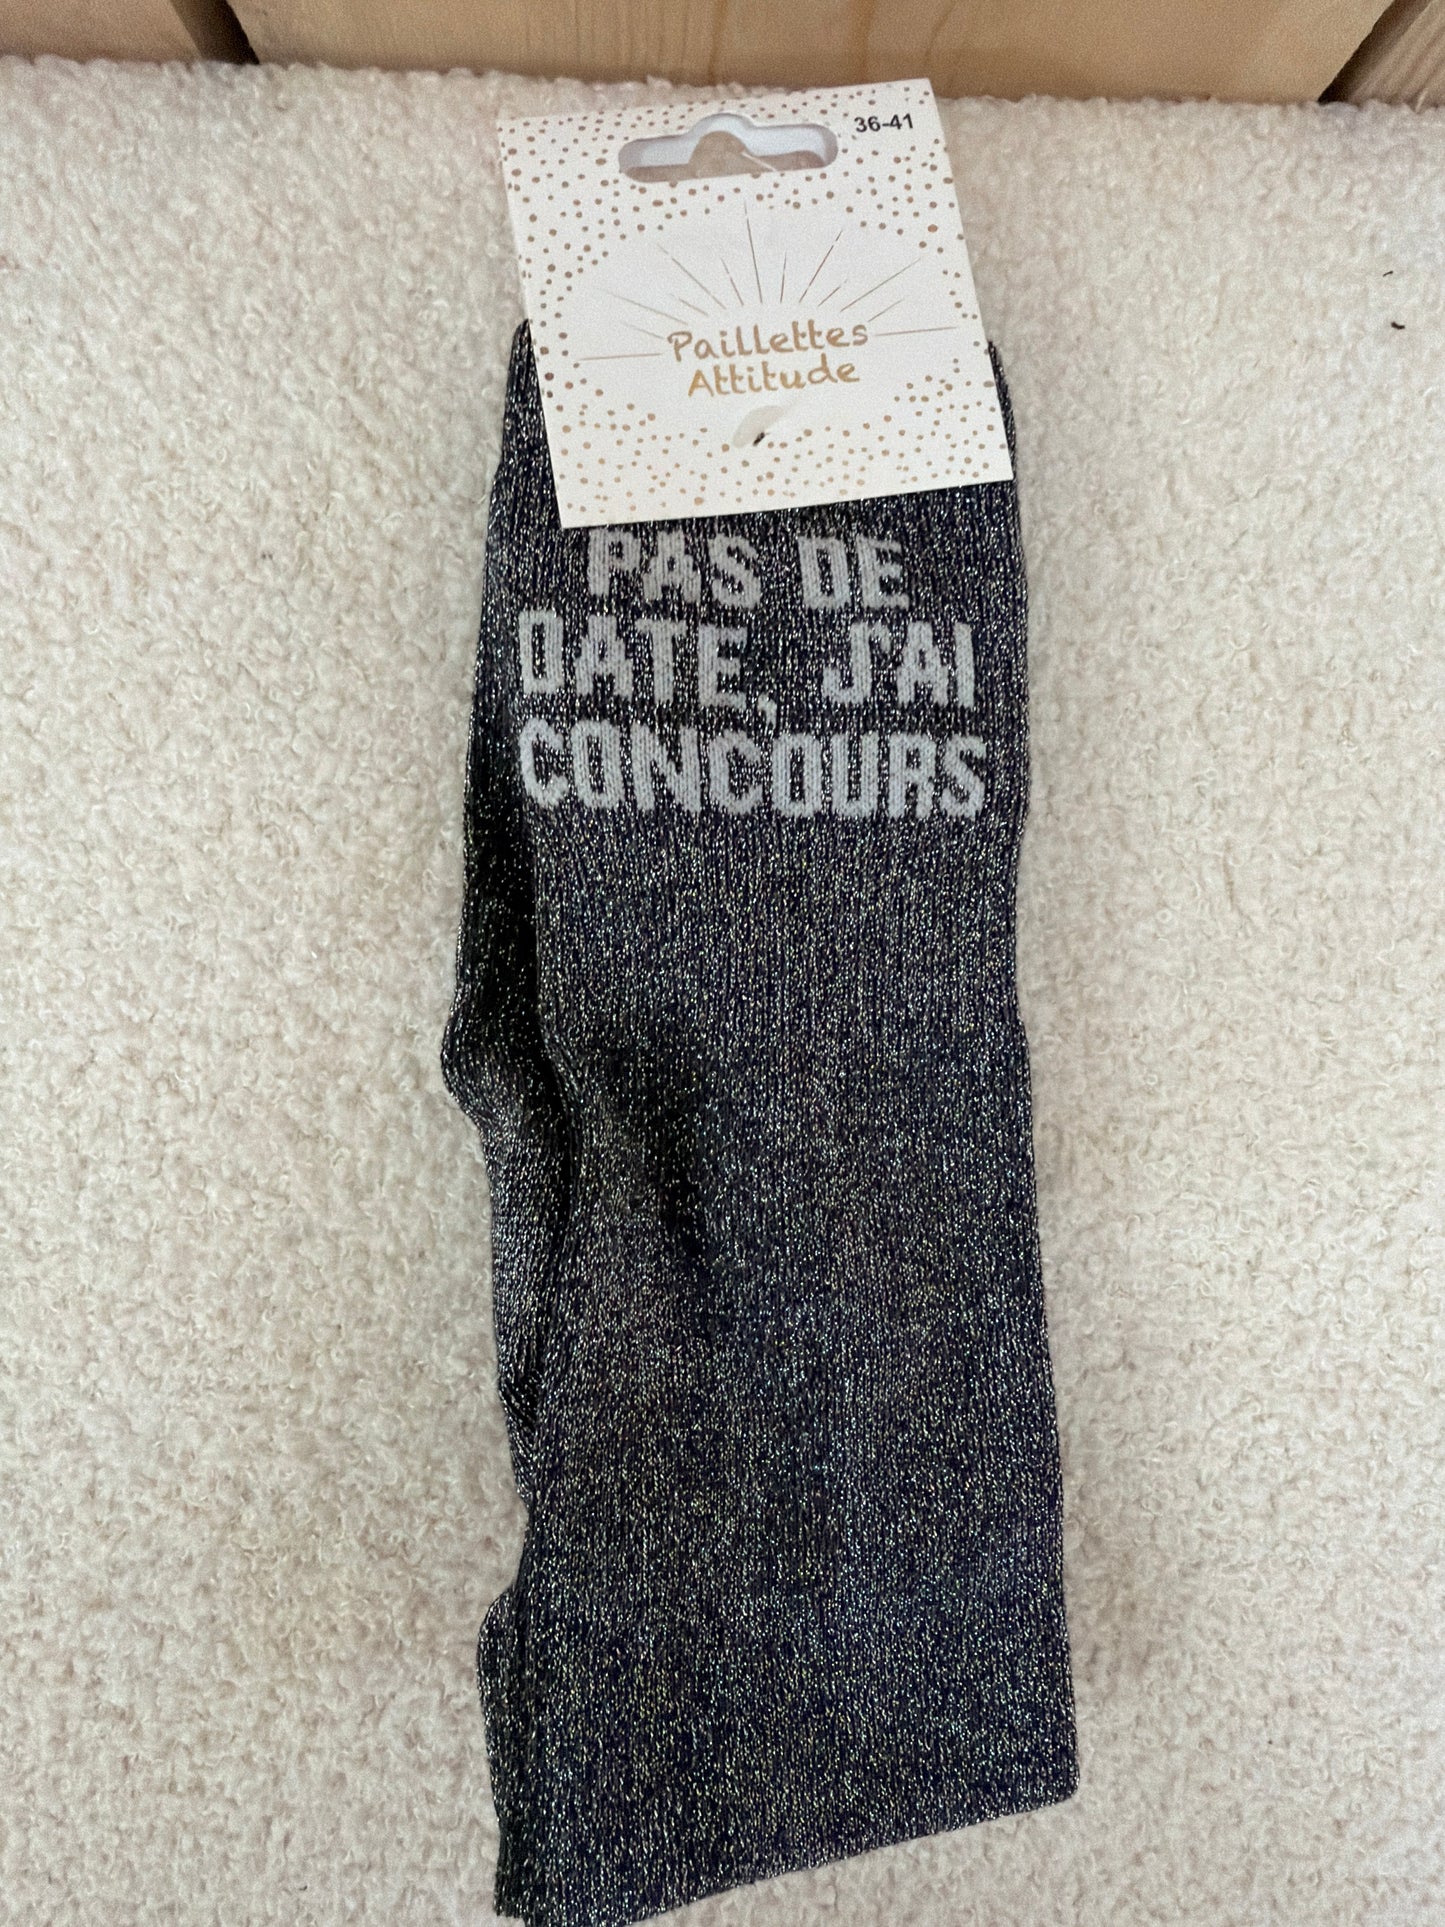 36-41
Paillettes
Attitude
PAS DE
DATE, J'AI
CONCOURS